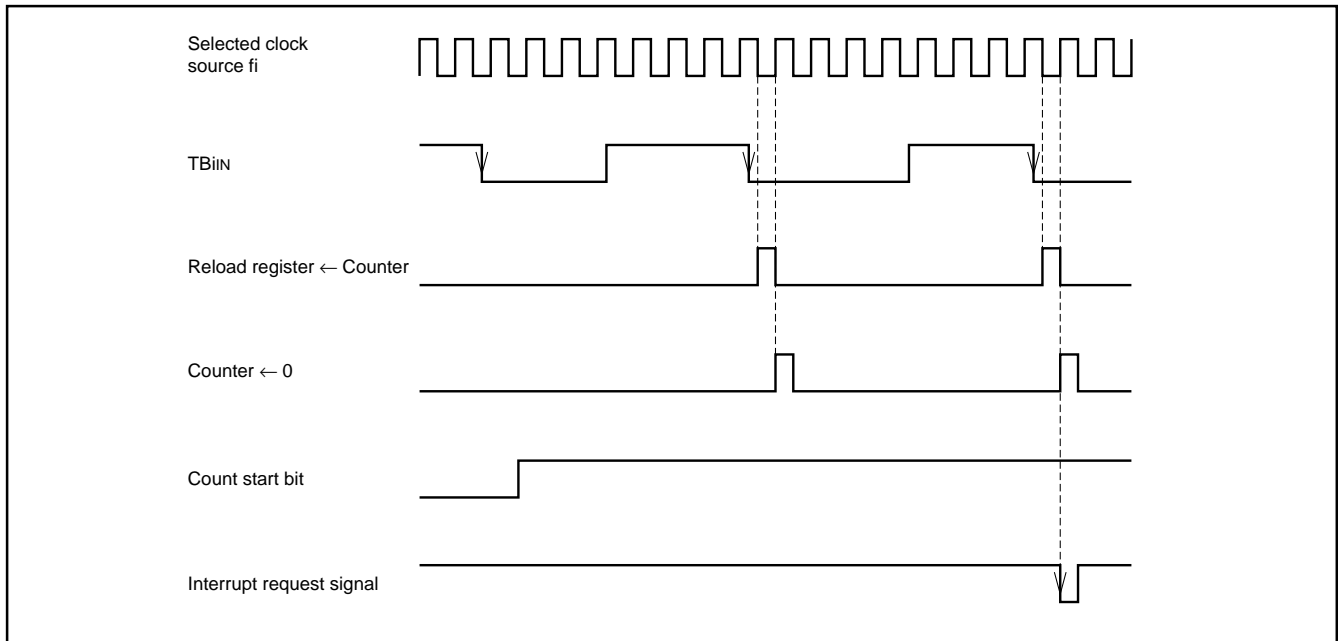 Selected clock
source fi
TBiIN
Reload register ← Counter
Counter ← 0
Count start bit
Interrupt request signal